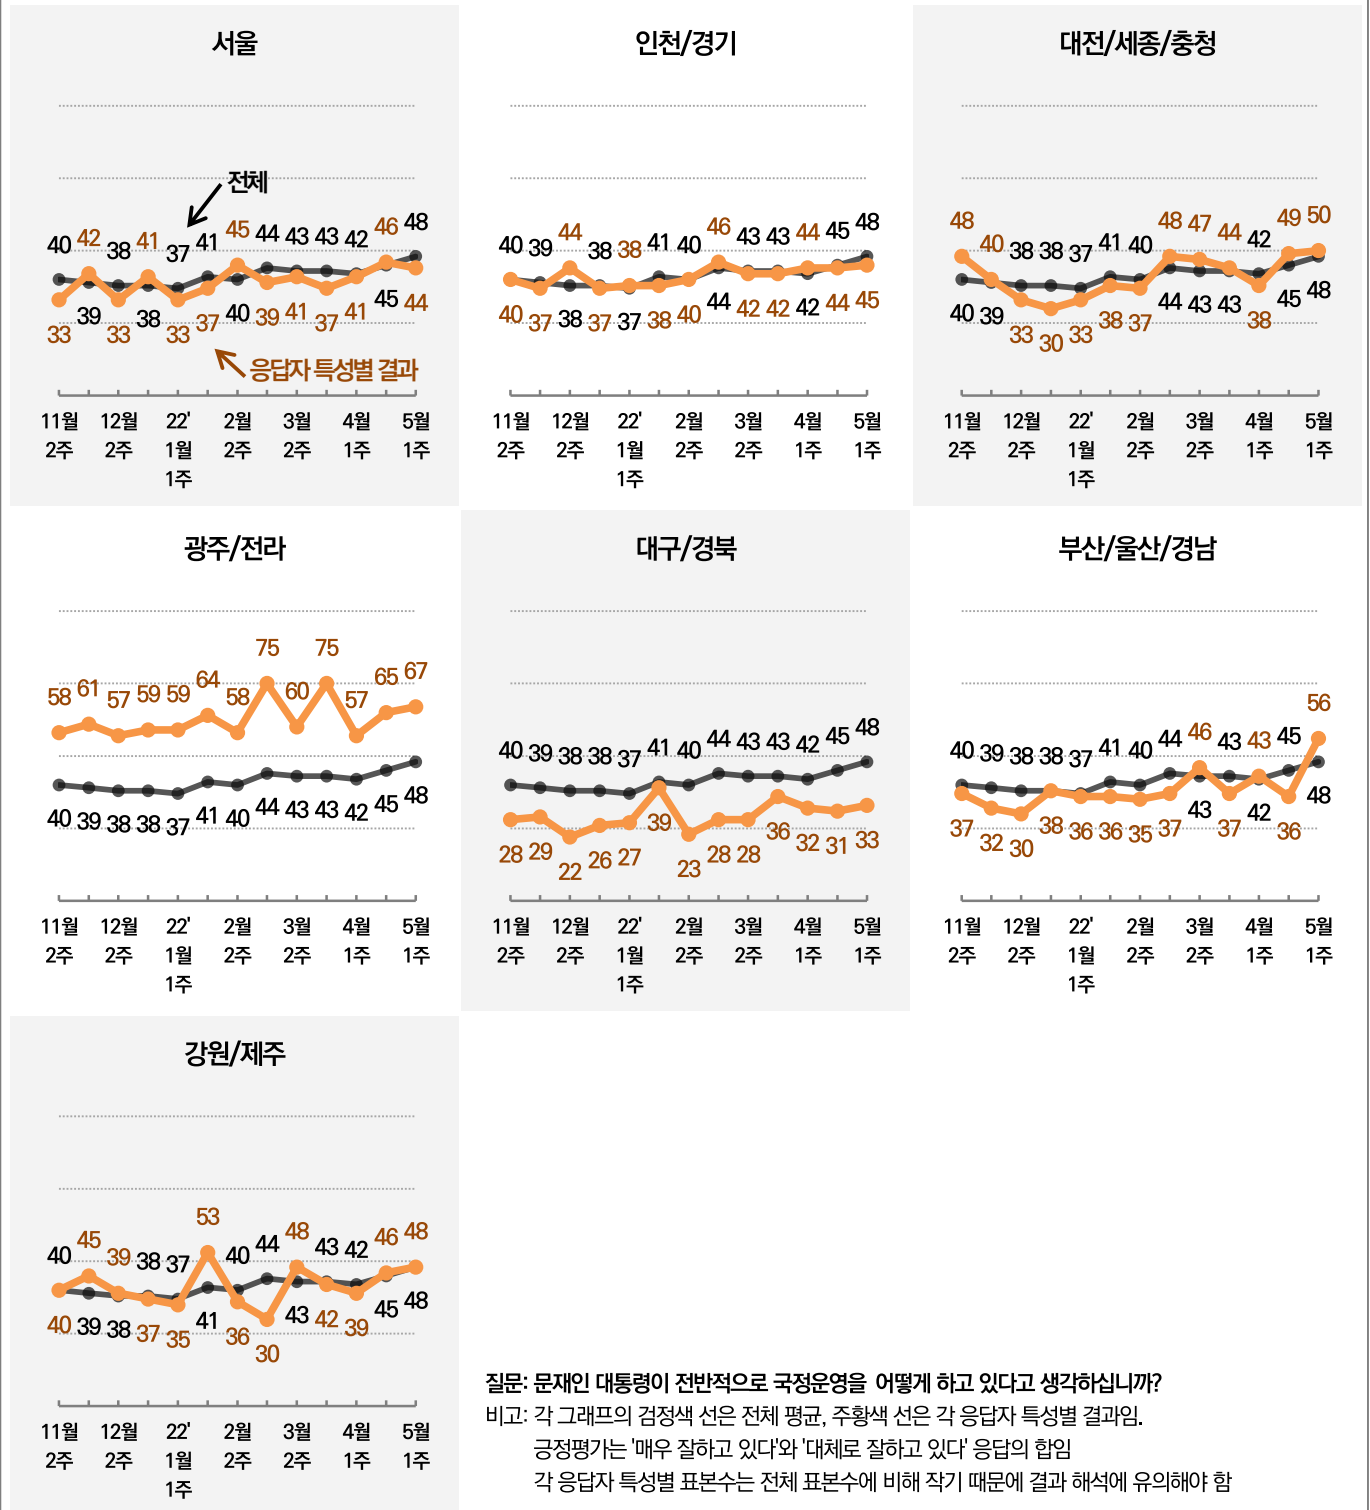 서울
전체
40 42 38 41 37 41 45 44 43 43 42 46 48
33 39 33 38 33 37 40 39 41 37 41 45 44
응답자 특성별 결과
11월 12월 22' 2월 3월 4월 5월
2주 2주 1월 2주 2주 1주 1주
1주
인천/경기
40 39 44 38 38 41 40 46 43 43 44 45 48
40 37 38 37 37 38 40 44 42 42 42 44 45
11월 12월 22' 2월 3월 4월 5월
2주 2주 1월 2주 2주 1주 1주
1주
대전/세종/충청
48 40 38 38 37 41 40 48 47 44 42 49 50
40 39 33 30 33 38 37 44 43 43 38 45 48
11월 12월 22' 2월 3월 4월 5월
2주 2주 1월 2주 2주 1주 1주
1주
광주/전라
58 61 57 59 59 64 58 75 60 75 57 65 67
40 39 38 38 37 41 40 44 43 43 42 45 48
11월 12월 22' 2월 3월 4월 5월
2주 2주 1월 2주 2주 1주 1주
1주
대구/경북
40 39 38 38 37 41 40 44 43 43 42 45 48
28 29 22 26 27 39 23 28 28 36 32 31 33
11월 12월 22' 2월 3월 4월 5월
2주 2주 1월 2주 2주 1주 1주
1주
부산/울산/경남
40 39 38 38 37 41 40 44 46 43 43 45 56
37 32 30 38 36 36 35 37 43 37 42 36 48
11월 12월 22' 2월 3월 4월 5월
2주 2주 1월 2주 2주 1주 1주
1주
강원/제주
40 45 39 38 37 53 40 44 48 43 42 46 48
40 39 38 37 35 41 36 30 43 42 39 45 48
11월 12월 22' 2월 3월 4월 5월
2주 2주 1월 2주 2주 1주 1주
1주
질문: 문재인 대통령이 전반적으로 국정운영을 어떻게 하고 있다고 생각하십니까?
비고: 각 그래프의 검정색 선은 전체 평균, 주황색 선은 각 응답자 특성별 결과임.
긍정평가는 '매우 잘하고 있다'와 '대체로 잘하고 있다' 응답의 합임
각 응답자 특성별 표본수는 전체 표본수에 비해 작기 때문에 결과 해석에 유의해야 함